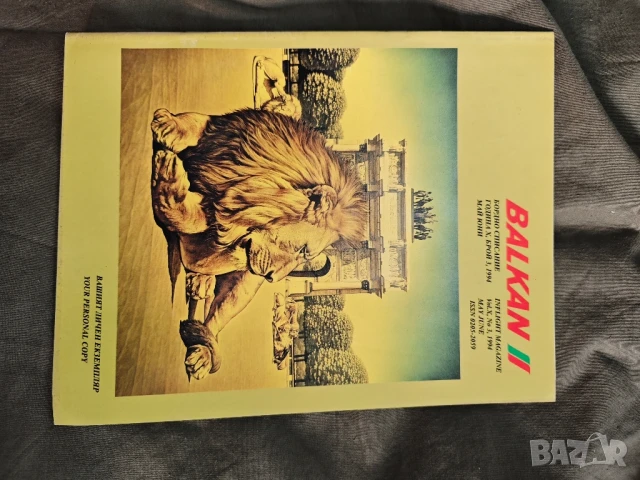 BALKAN
БОРДНО СПИСАНИЕ
ГОДИНА X, БРОЙ 3, 1994
МАЙ ЮНИ
INFLIGHT MAGAZINE
Vol.X, No 3, 1994
MAY JUNE
ISSN 0205-2059
ВАШИЯТ ЛИЧЕН ЕКЗЕМПЛЯР
YOUR PERSONAL COPY
BAZAR
bg